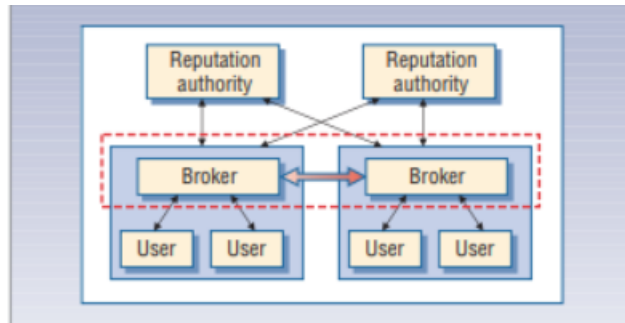 Reputation
authority
Reputation
authority
Broker
Broker
User
User
User
User